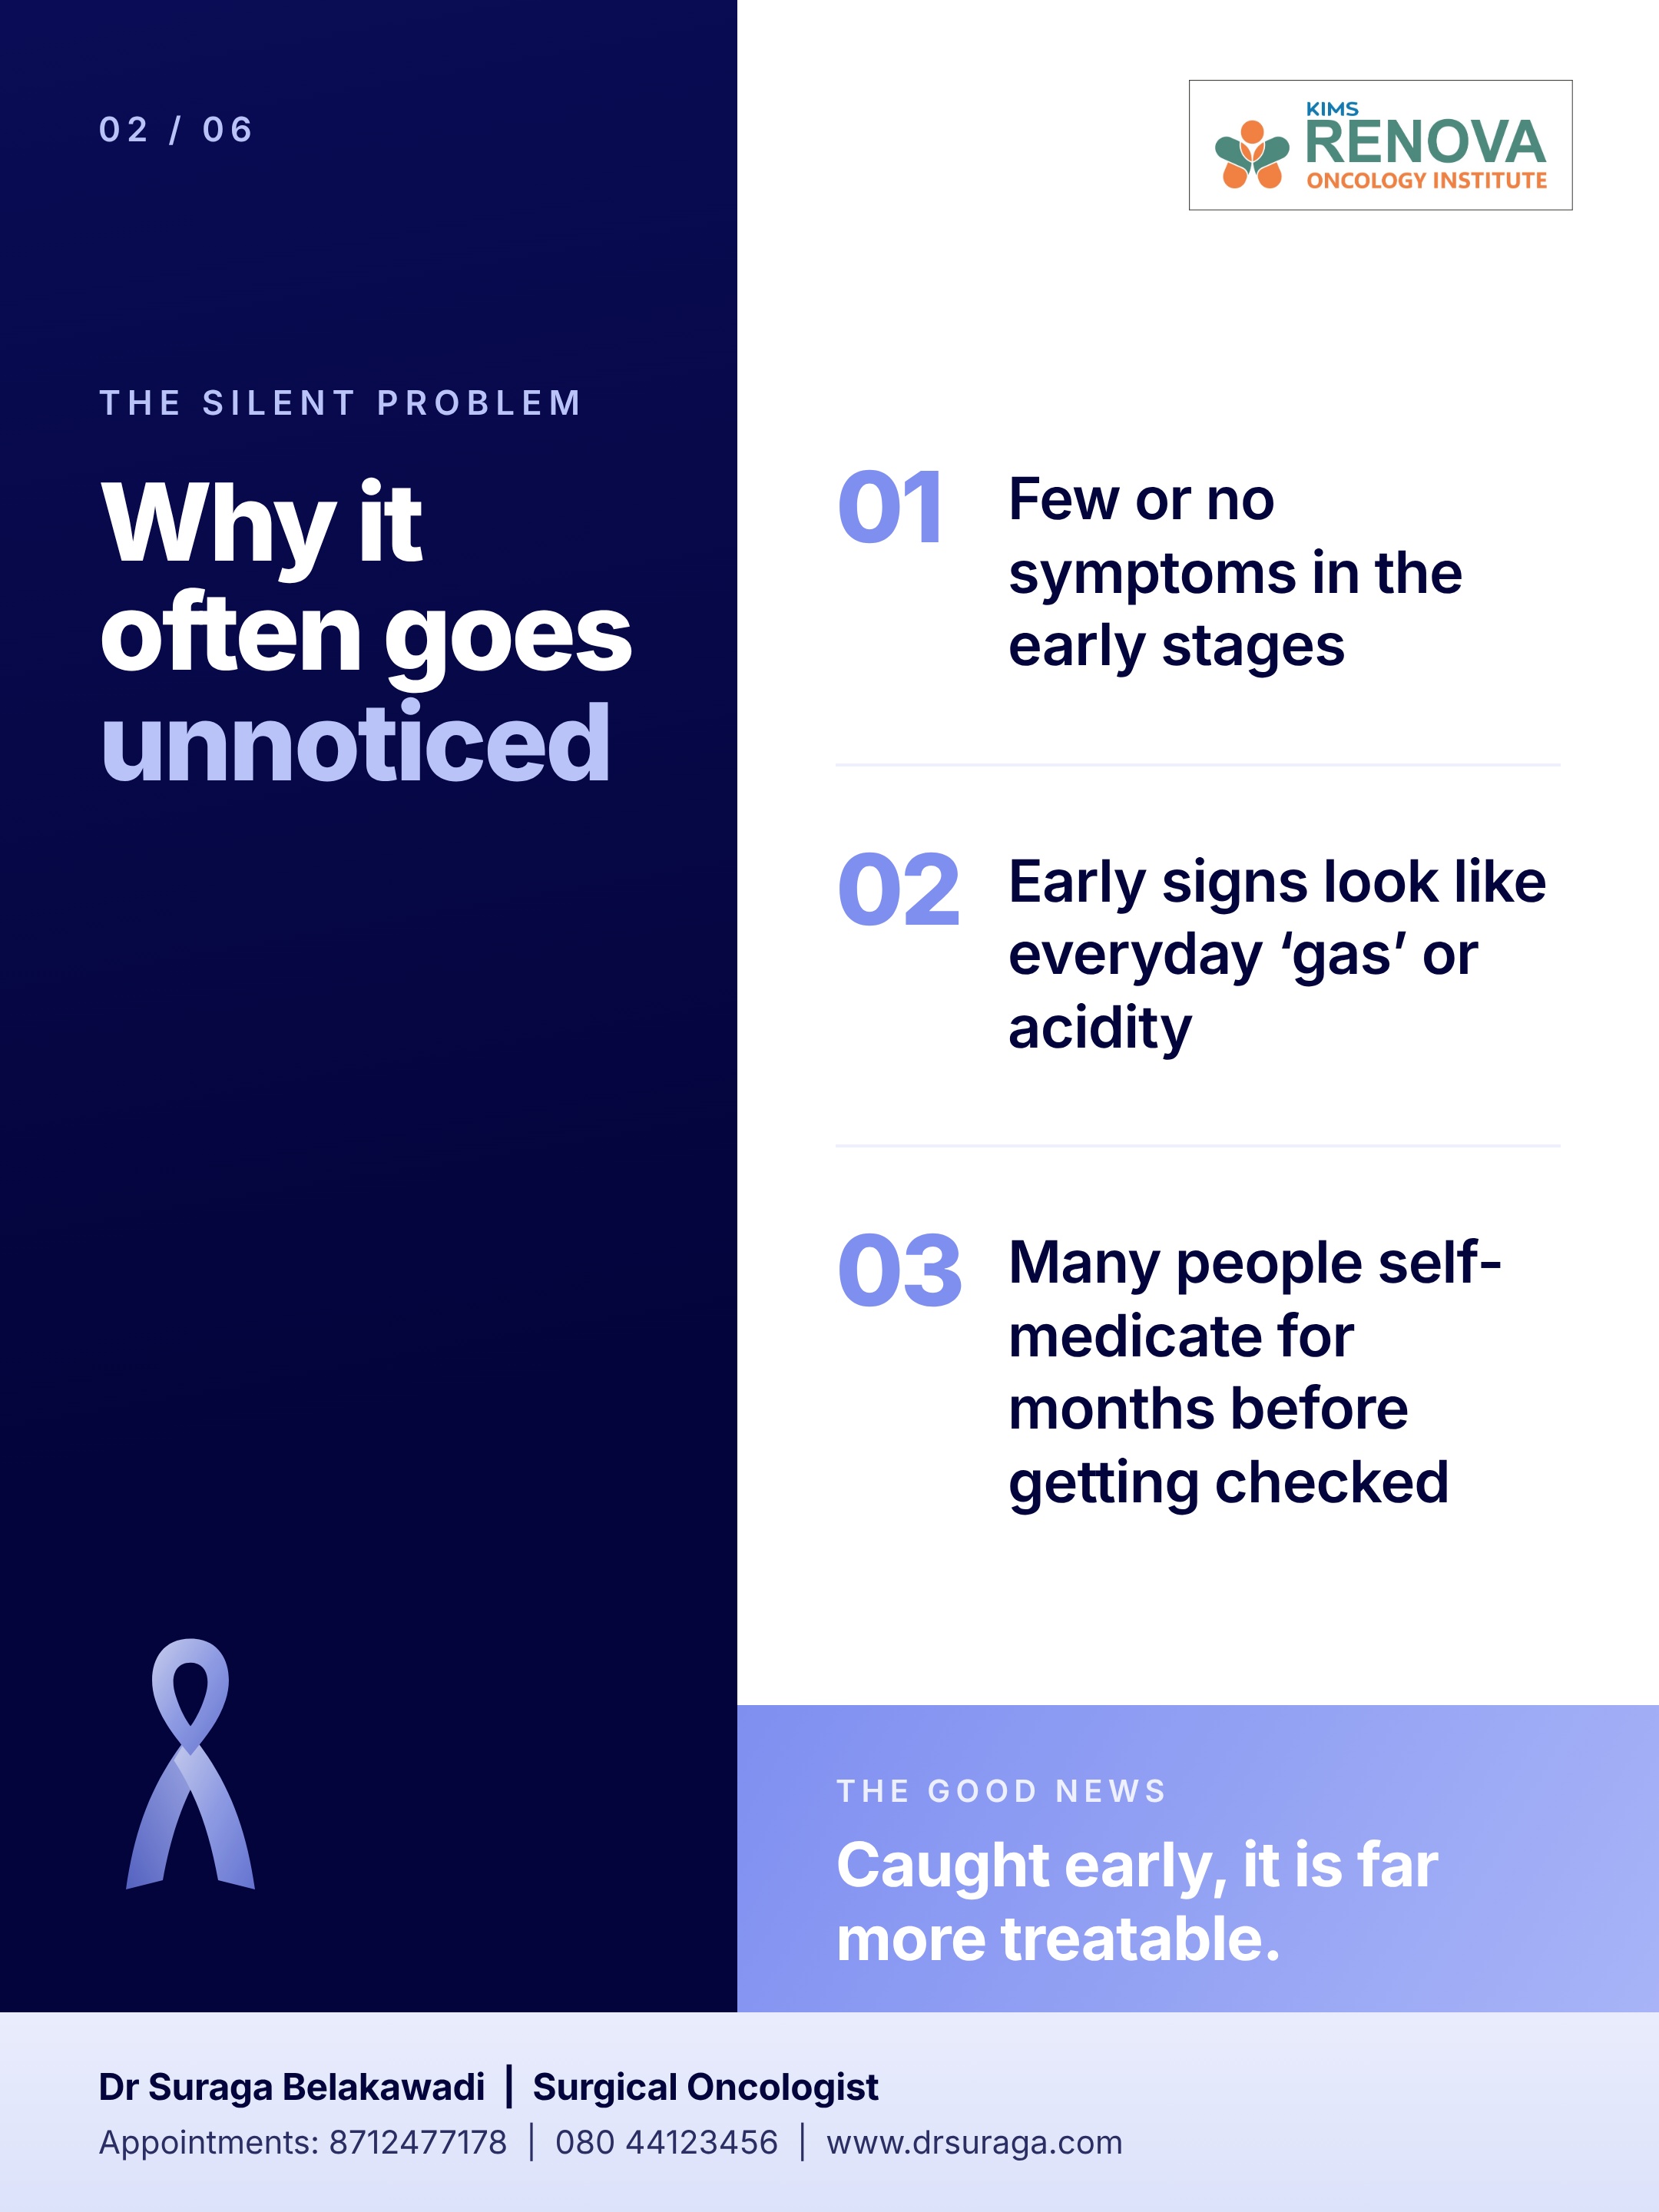 02 / 06
KIMS
RENOVA
ONCOLOGY INSTITUTE
THE SILENT PROBLEM
Why it
often goes
unnoticed
01
Few or no
symptoms in the
early stages
02
Early signs look like
everyday ‘gas’ or
acidity
03
Many people self-
medicate for
months before
getting checked
THE GOOD NEWS
Caught early, it is far
more treatable.
Dr Suraga Belakawadi | Surgical Oncologist
Appointments: 8712477178 | 080 44123456 | www.drsuraga.com